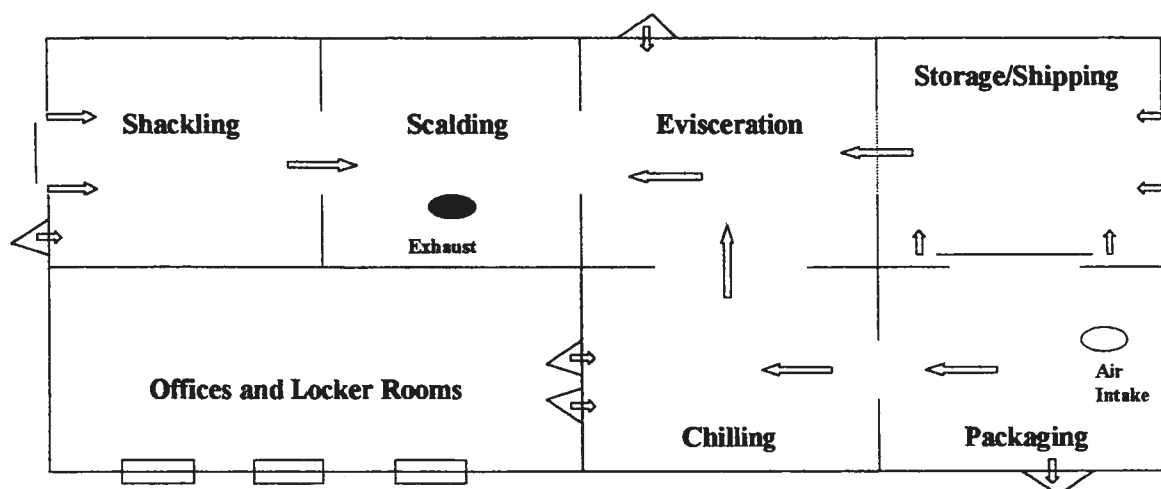 Storage/Shipping
Shackling
Scalding
Evisceration
Exhaust
Offices and Locker Rooms
Air
Intake
Chilling
Packaging